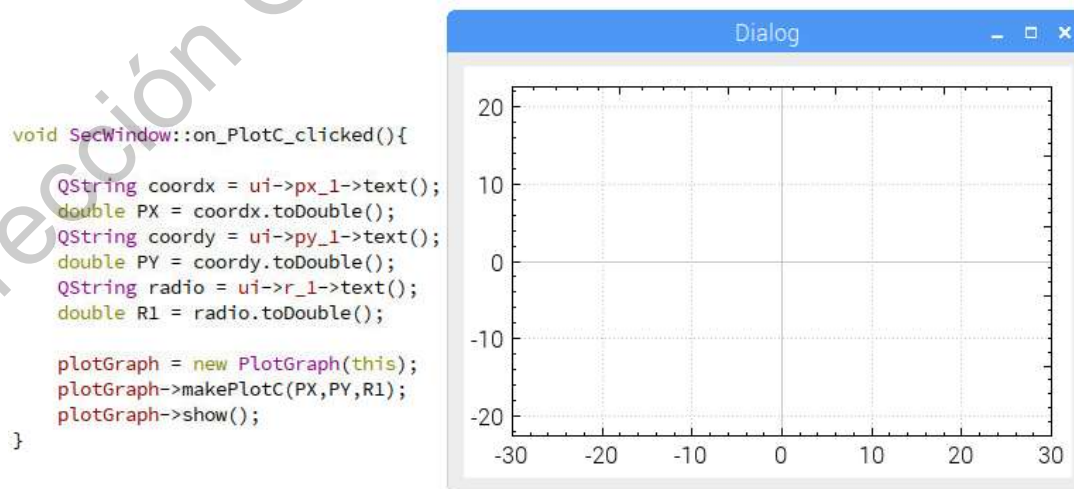 rección
void SecWindow::on_PlotC_clicked(){
QString coordx = ui->px_1->text();
double PX = coordx.toDouble();
QString coordy = ui->py_1->text();
double PY = coordy.toDouble();
QString radio = ui->r_1->text();
double R1 = radio.toDouble();
plotGraph = new PlotGraph(this);
plotGraph->makePlotC(PX,PY,R1);
plotGraph->show();
}
Dialog
20
10
0
-10
-20
-30 -20 -10 0 10 20 30